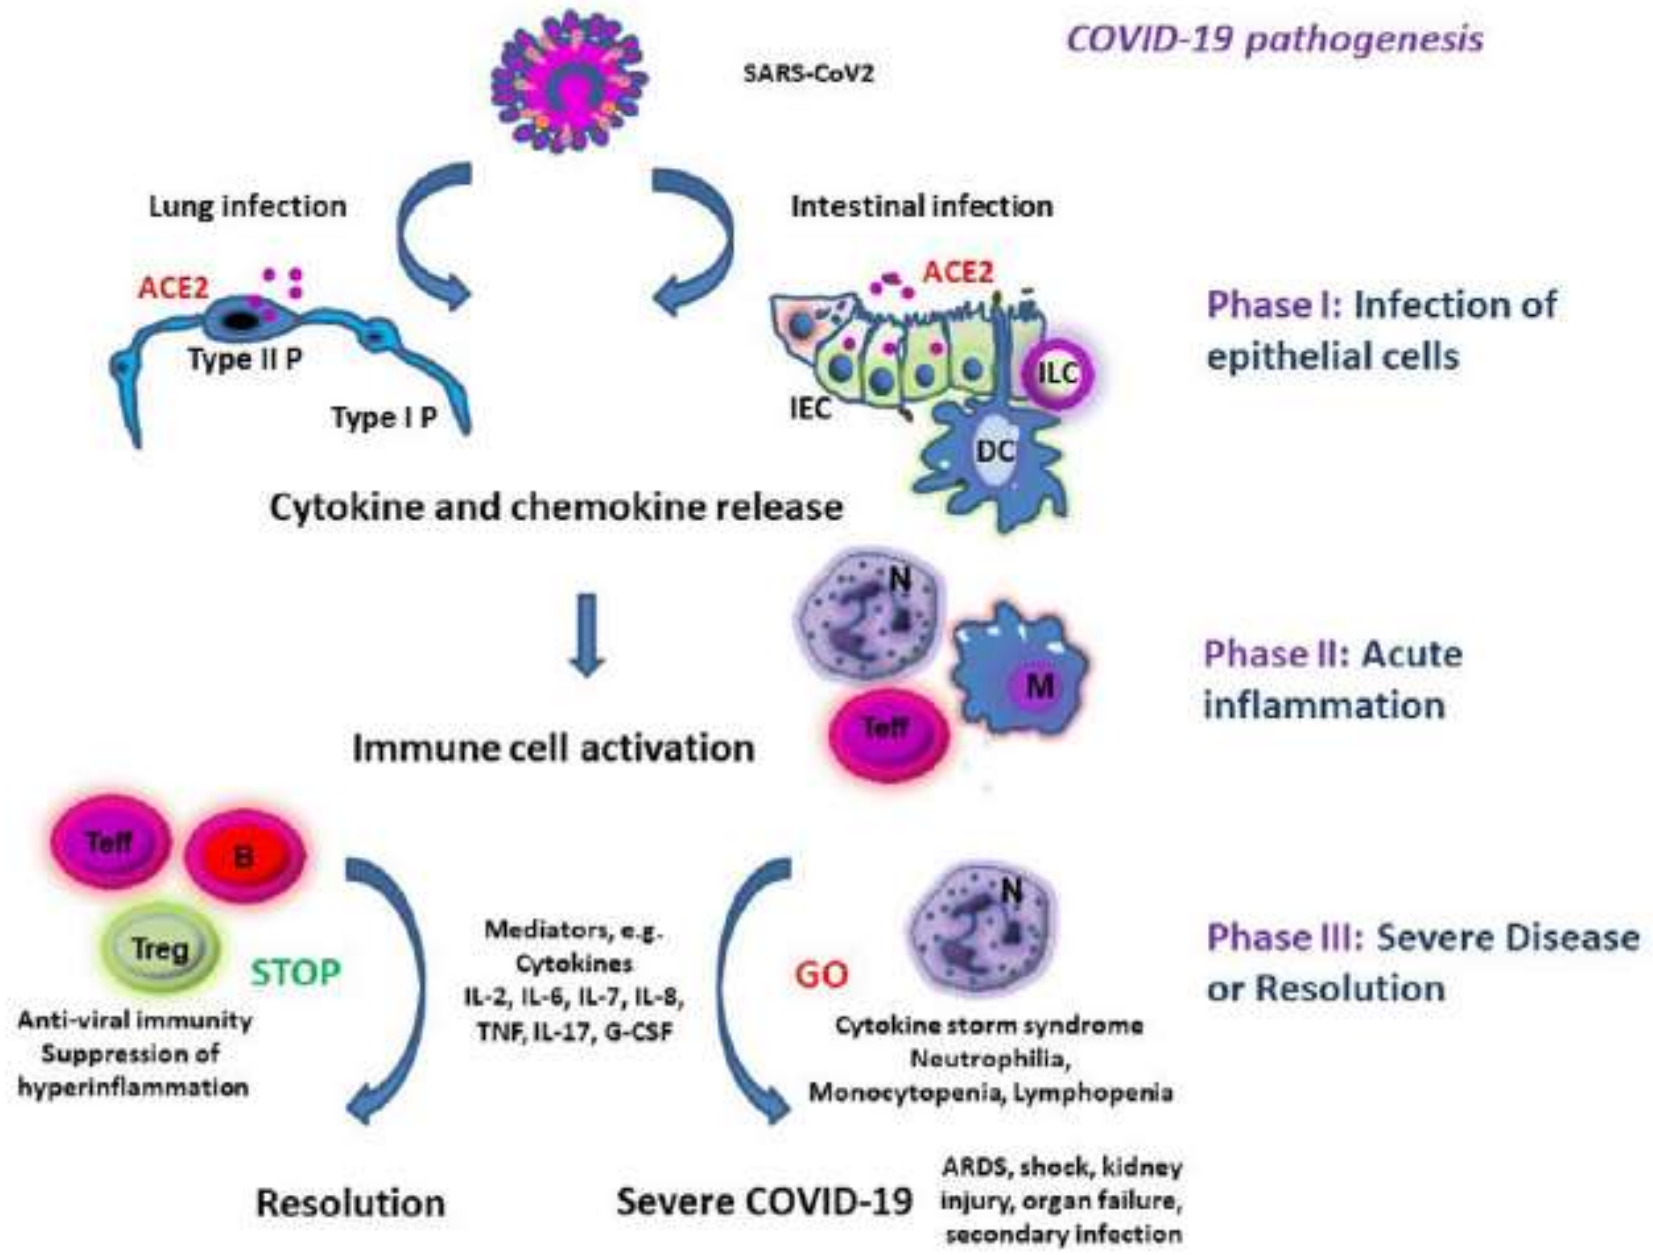 COVID-19 pathogenesis
SARS-CoV2
Lung infection
Intestinal infection
ACE2
ACE2
Type II P
Type I P
IEC
ILC
DC
Phase I: Infection of
epithelial cells
Cytokine and chemokine release
N
M
Teff
Phase II: Acute
inflammation
Immune cell activation
Teff
B
Treg
STOP
Anti-viral immunity
Suppression of
hyperinflammation
Mediators, e.g.
Cytokines
IL-2, IL-6, IL-7, IL-8,
TNF, IL-17, G-CSF
GO
N
Cytokine storm syndrome
Neutrophilia,
Monocytopenia, Lymphopenia
Phase III: Severe Disease
or Resolution
Resolution
Severe COVID-19
ARDS, shock, kidney
injury, organ failure,
secondary infection